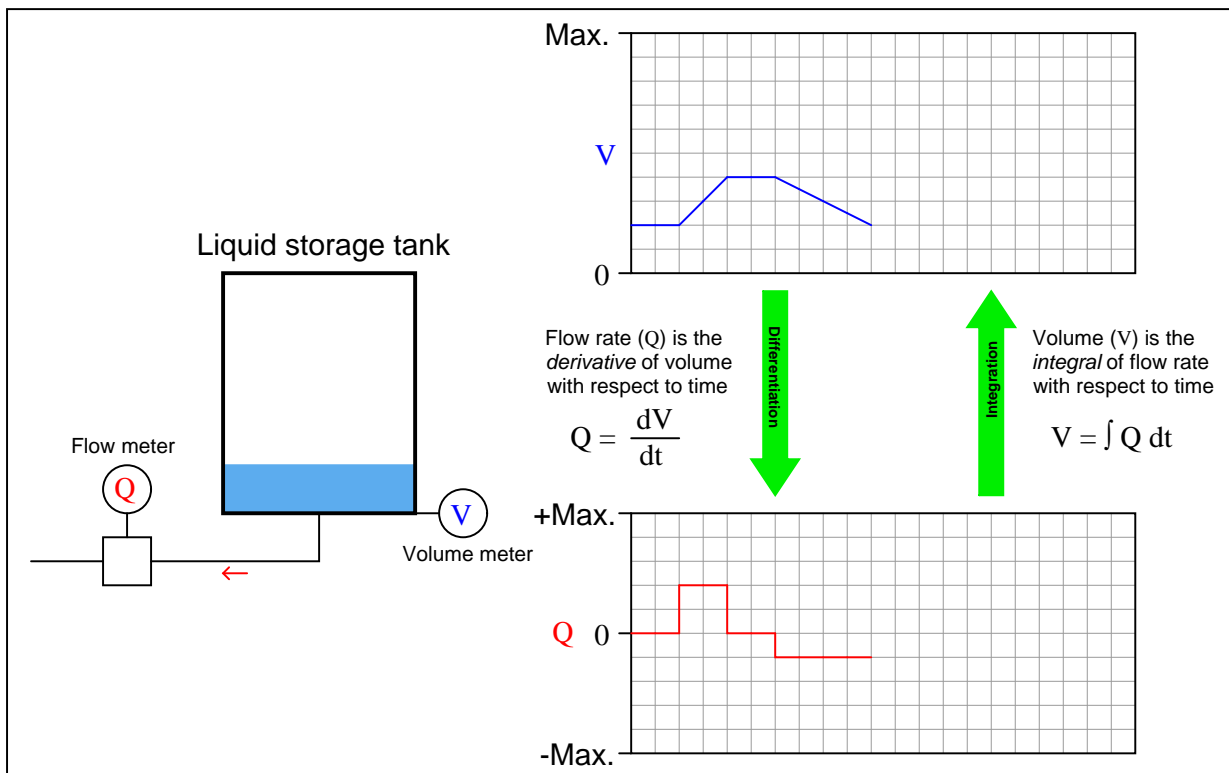 Max.
V
0
Liquid storage tank
Flow meter
Q
V
Volume meter
Flow rate (Q) is the
derivative of volume
with respect to time
Q = dV
dt
Differentiation
Integration
Volume (V) is the
integral of flow rate
with respect to time
V = ∫ Q dt
+Max.
Q 0
-Max.